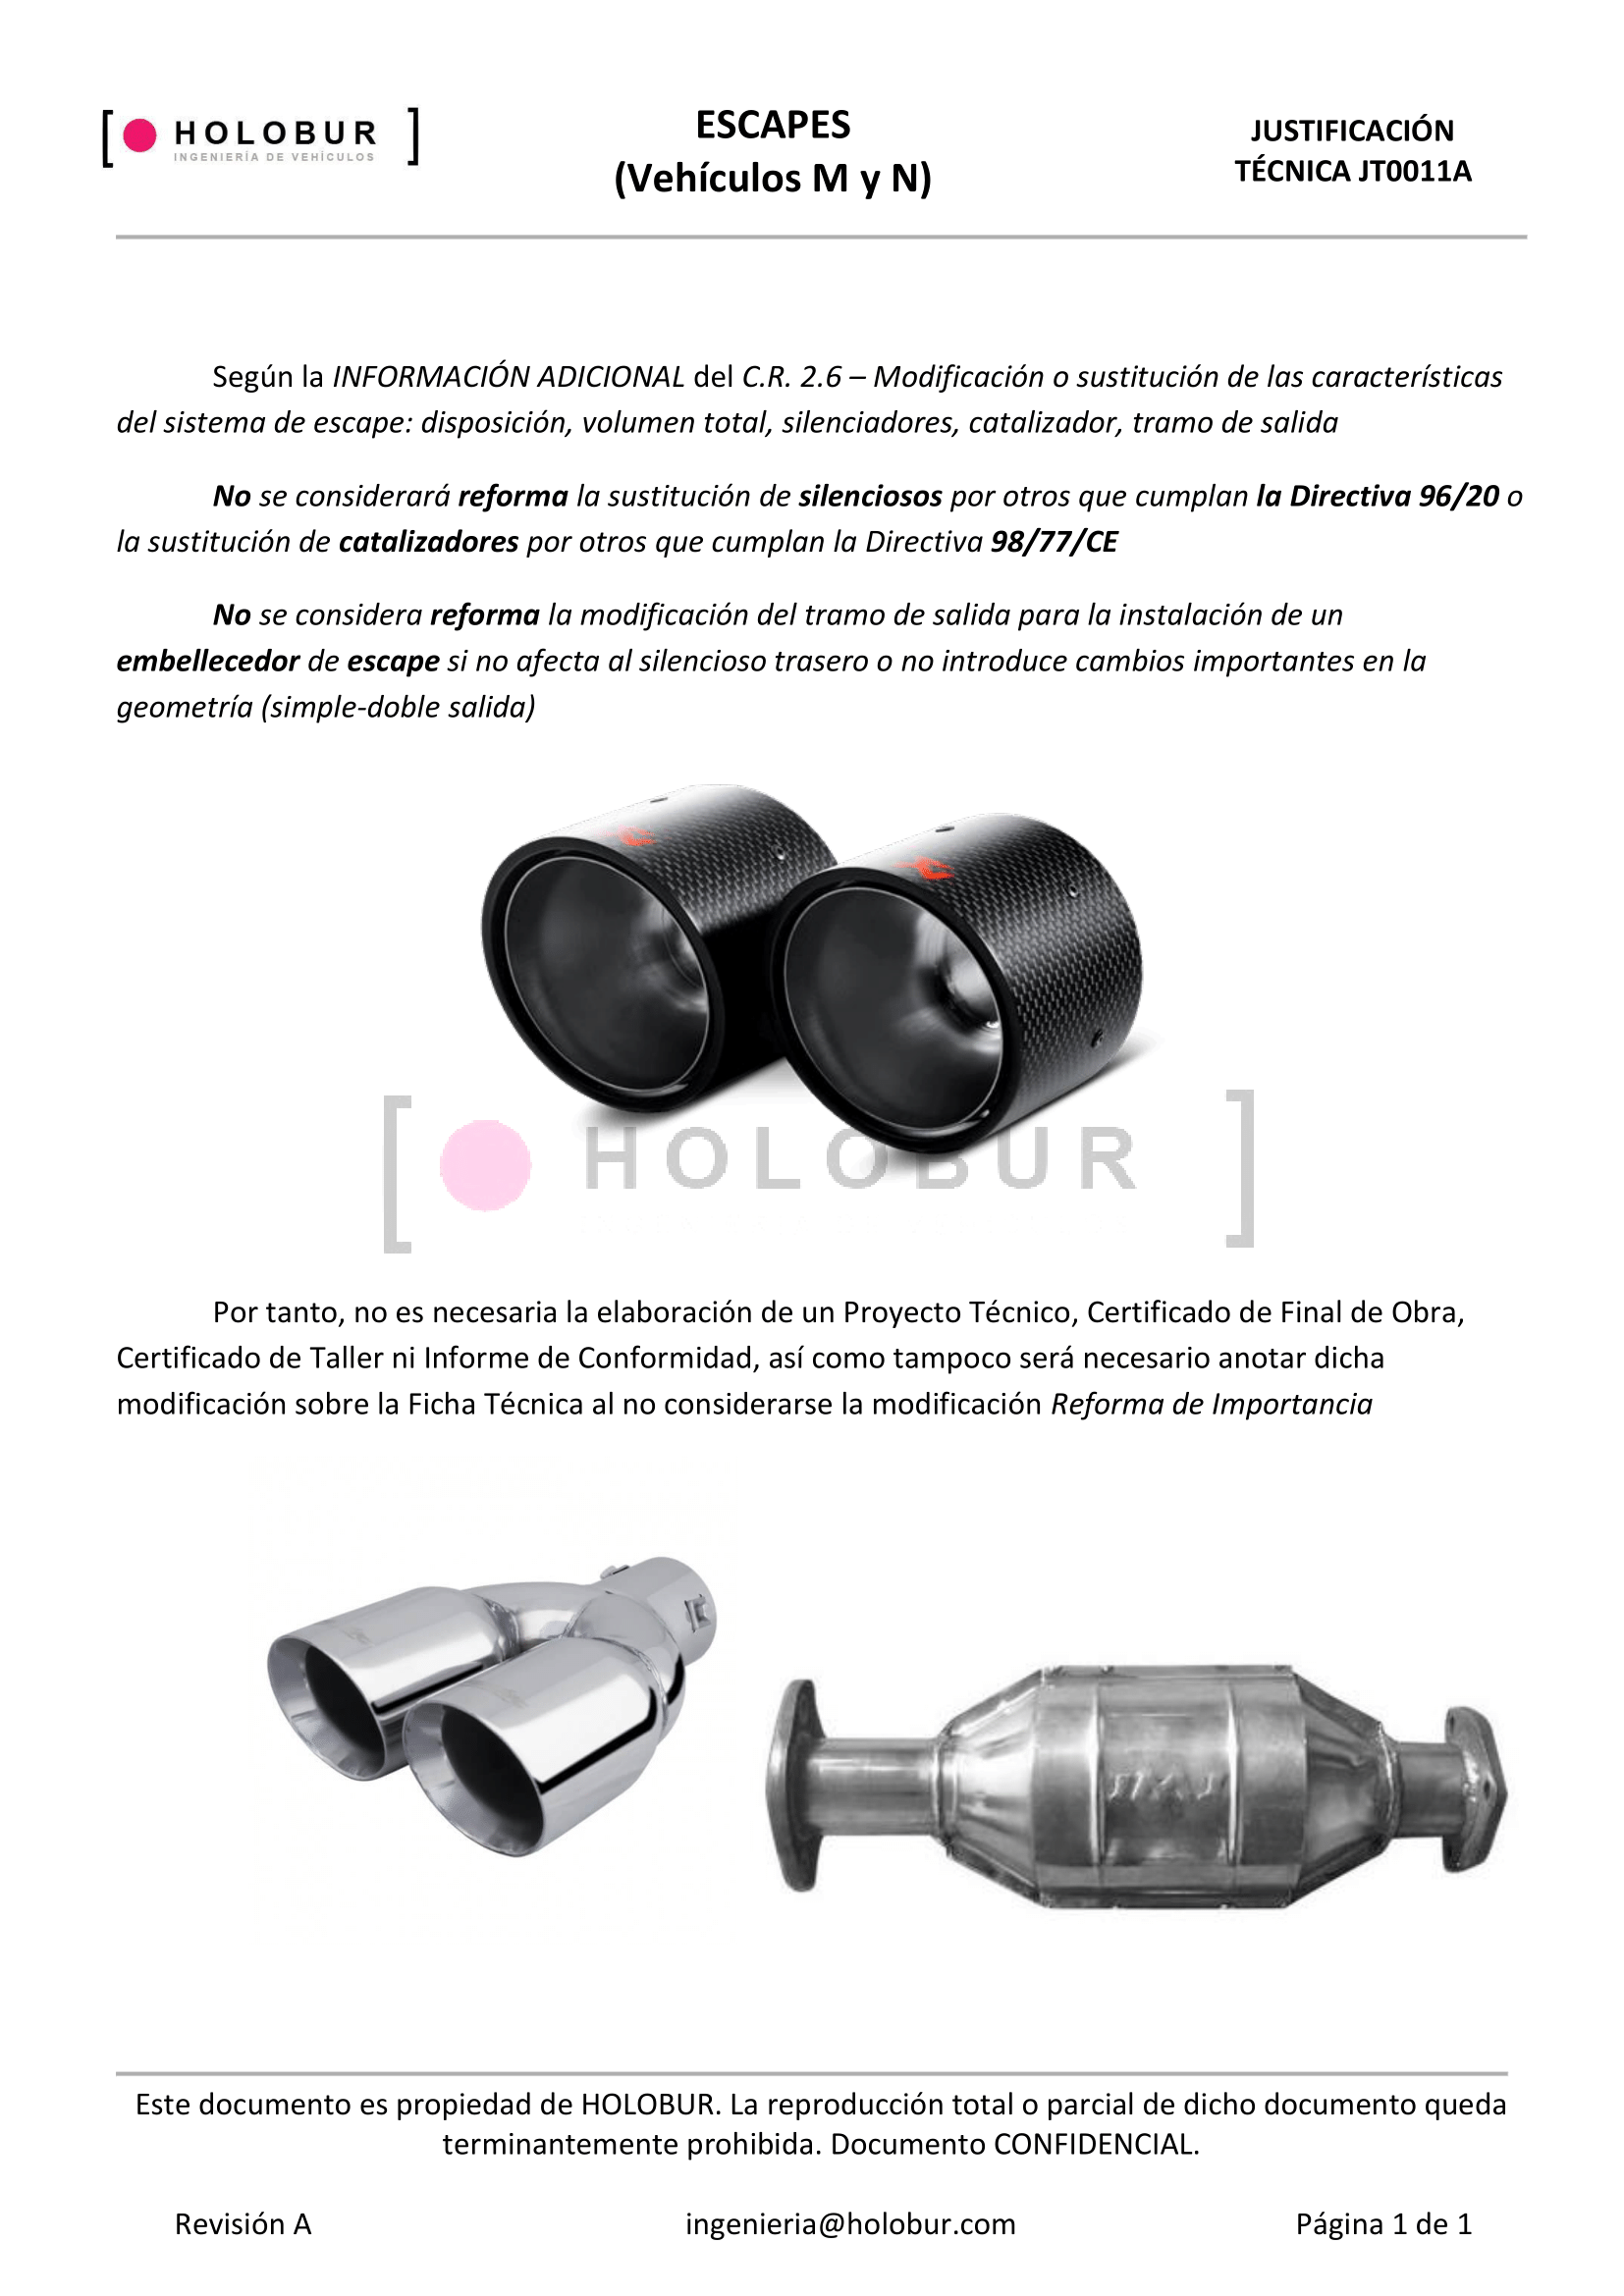 [ HOLOBUR ]
INGENIERÍA DE VEHÍCULOS
ESCAPES
(Vehículos M y N)
JUSTIFICACIÓN
TÉCNICA JT0011A
Según la INFORMACIÓN ADICIONAL del C.R. 2.6 – Modificación o sustitución de las características
del sistema de escape: disposición, volumen total, silenciadores, catalizador, tramo de salida
No se considerará reforma la sustitución de silenciosos por otros que cumplan la Directiva 96/20 o
la sustitución de catalizadores por otros que cumplan la Directiva 98/77/CE
No se considera reforma la modificación del tramo de salida para la instalación de un
embellecedor de escape si no afecta al silencioso trasero o no introduce cambios importantes en la
geometría (simple-doble salida)
[ HOLOBUR ]
Por tanto, no es necesaria la elaboración de un Proyecto Técnico, Certificado de Final de Obra,
Certificado de Taller ni Informe de Conformidad, así como tampoco será necesario anotar dicha
modificación sobre la Ficha Técnica al no considerarse la modificación Reforma de Importancia
Este documento es propiedad de HOLOBUR. La reproducción total o parcial de dicho documento queda
terminantemente prohibida. Documento CONFIDENCIAL.
Revisión A
ingenieria@holobur.com
Página 1 de 1